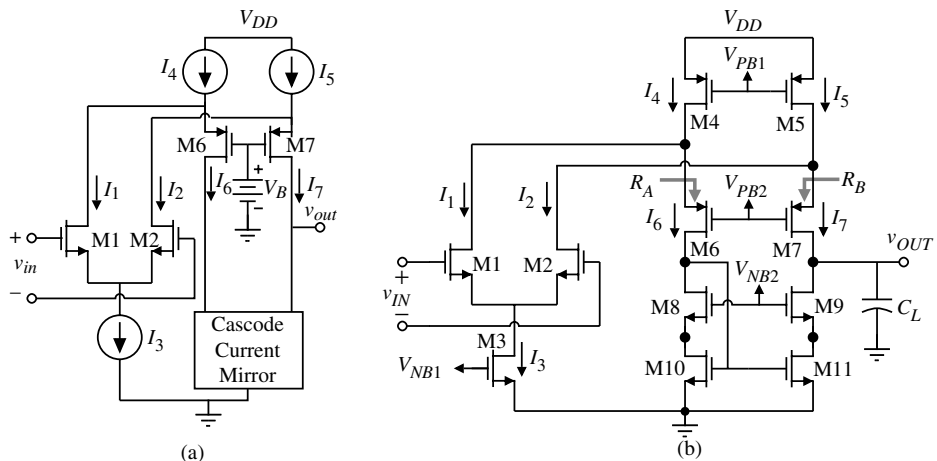 V_DD
I_4
I_5
M6
M7
I_1
I_2
I_6
V_B
I_7
+
−
v_out
+
v_in
−
M1
M2
I_3
Cascode
Current
Mirror
(a)
V_DD
V_PB1
I_4
I_5
M4
M5
I_1
I_2
R_A
V_PB2
R_B
I_6
I_7
M6
M7
v_OUT
+
v_IN
−
M1
M2
V_NB2
M8
M9
C_L
M3
I_3
V_NB1
M10
M11
(b)